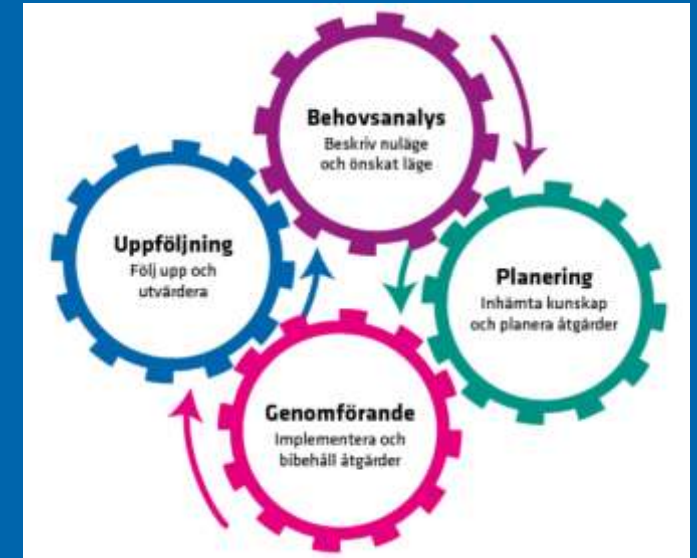 Behovsanalys
Beskriv nuläge
och önskat läge
Planering
Inhämta kunskap
och planera åtgärder
Genomförande
Implementera och
bibehåll åtgärder
Uppföljning
Följ upp och
utvärdera